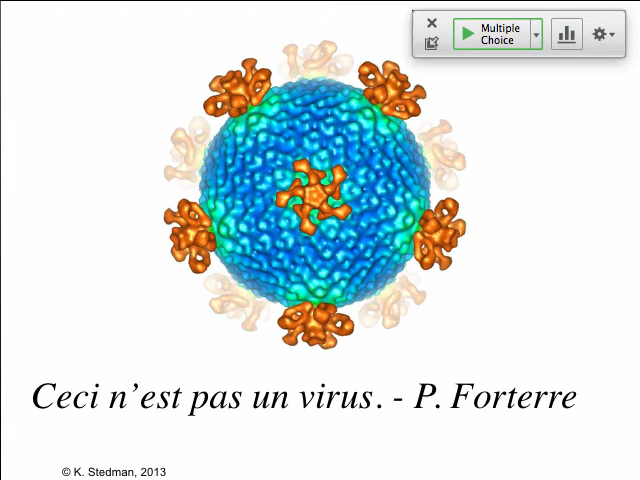 Multiple
Choice
Ceci n’est pas un virus. - P. Forterre
© K. Stedman, 2013